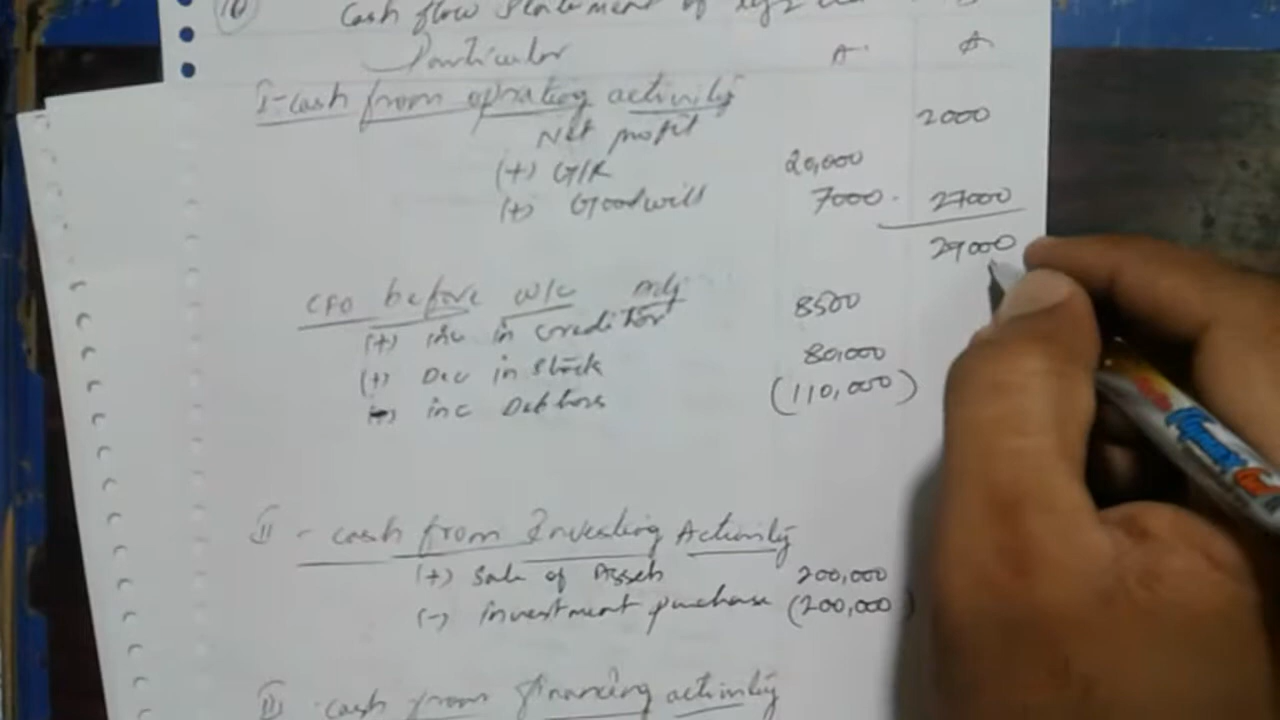 16
Cash flow Statement of
Particular A A
I- cash from oprating activity
Net profit 2000
(+) G/R 20,000
(+) Goodwill 7000 27000
29000
CFO before w/c adj
(+) inc in creditor 8500
(+) Dec in Stock 80,000
(-) inc Debtors (110,000)
II - cash from Investing Activity
(+) Sale of Assets 200,000
(-) investment purchase (200,000)
III cash from financing activity